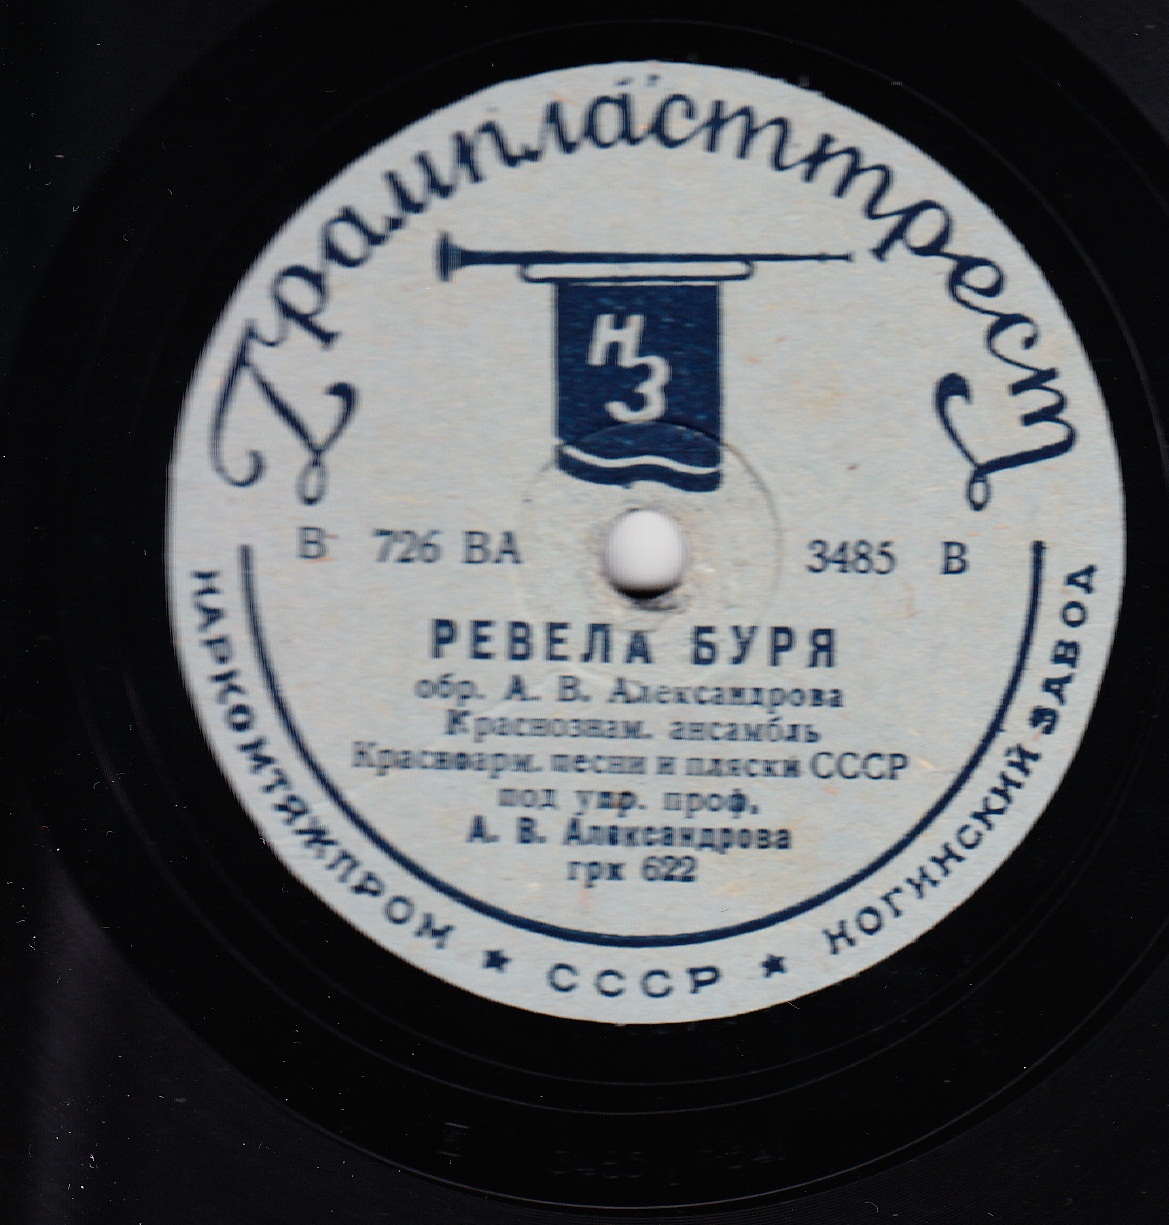 Грампласттрест
НЗ
В 726 ВА 3485 В
РЕВЕЛА БУРЯ
обр. А. В. Александрова
Краснознам. ансамбль
Красноарм. песни и пляски СССР
под упр. проф.
А. В. Александрова
грк 622
НАРКОМТЯЖПРОМ ★ СССР ★ НОГИНСКИЙ ЗАВОД